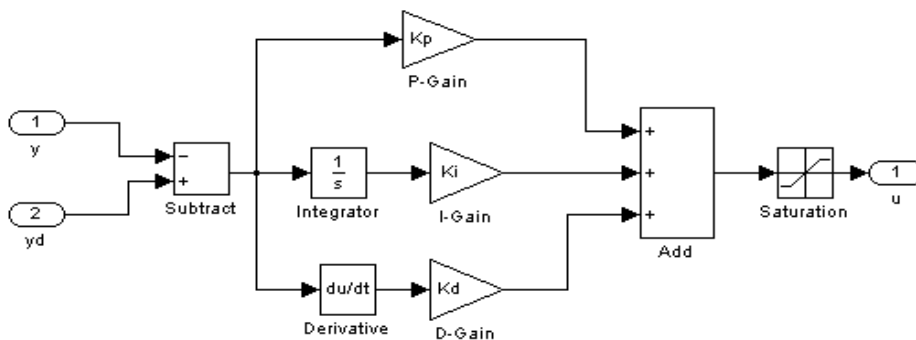 Kp
P-Gain
1
y
−
+
Subtract
1
s
Integrator
Ki
I-Gain
+
+
+
Add
Saturation
1
u
2
yd
du/dt
Derivative
Kd
D-Gain